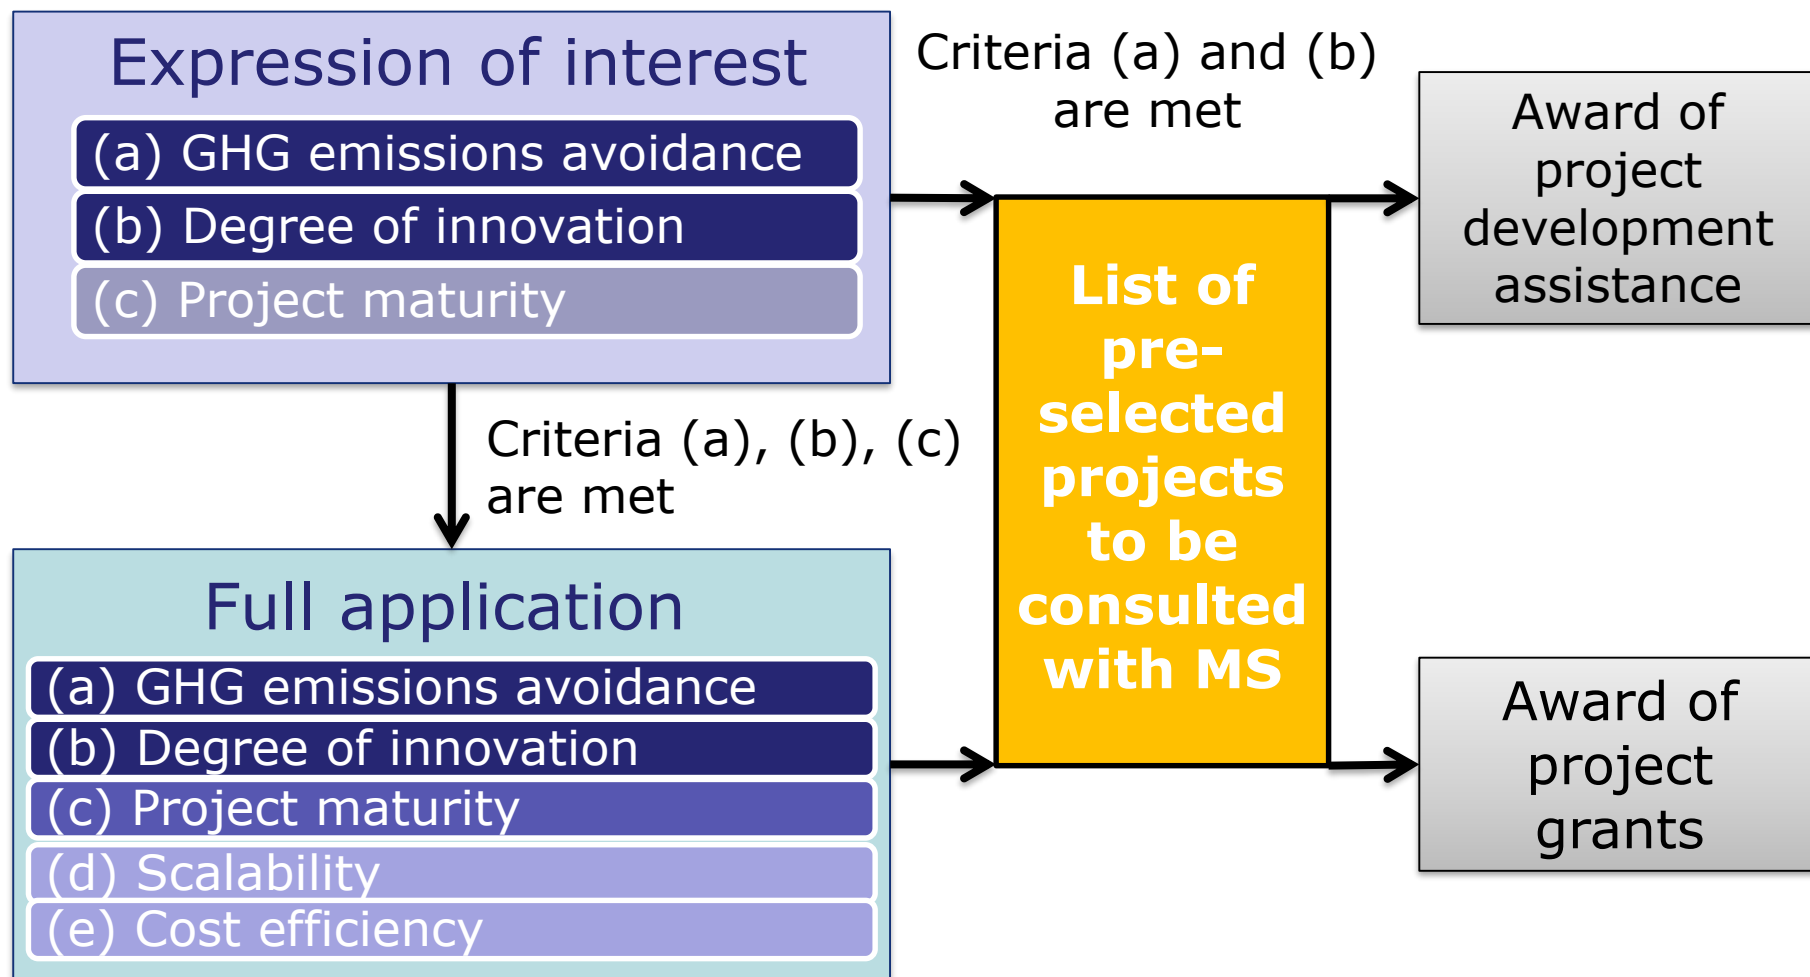 Expression of interest
(a) GHG emissions avoidance
(b) Degree of innovation
(c) Project maturity
Criteria (a) and (b)
are met
Award of
project
development
assistance
Criteria (a), (b), (c)
are met
List of
pre-
selected
projects
to be
consulted
with MS
Full application
(a) GHG emissions avoidance
(b) Degree of innovation
(c) Project maturity
(d) Scalability
(e) Cost efficiency
Award of
project
grants